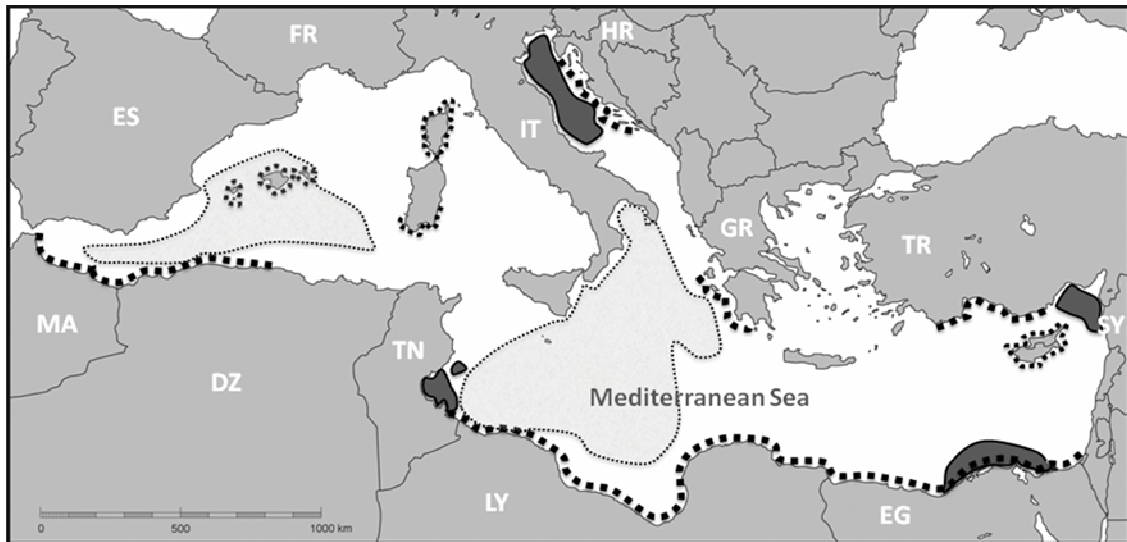 FR
HR
ES
IT
GR
TR
MA
TN
SY
DZ
Mediterranean Sea
LY
EG
0 500 1000 km